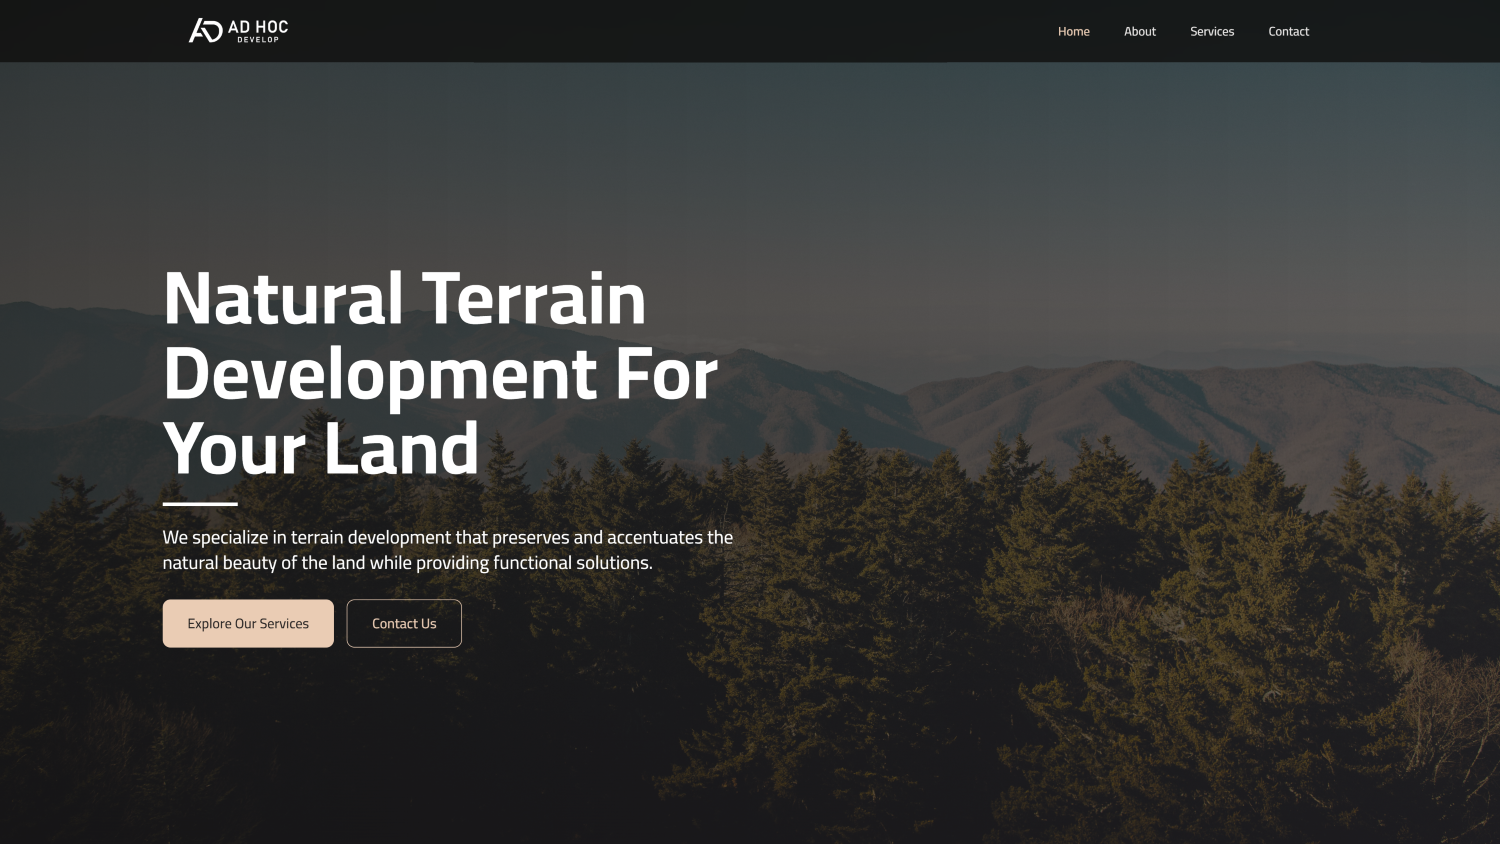 AD HOC
DEVELOP
Home
About
Services
Contact
Natural Terrain
Development For
Your Land
We specialize in terrain development that preserves and accentuates the
natural beauty of the land while providing functional solutions.
Explore Our Services
Contact Us